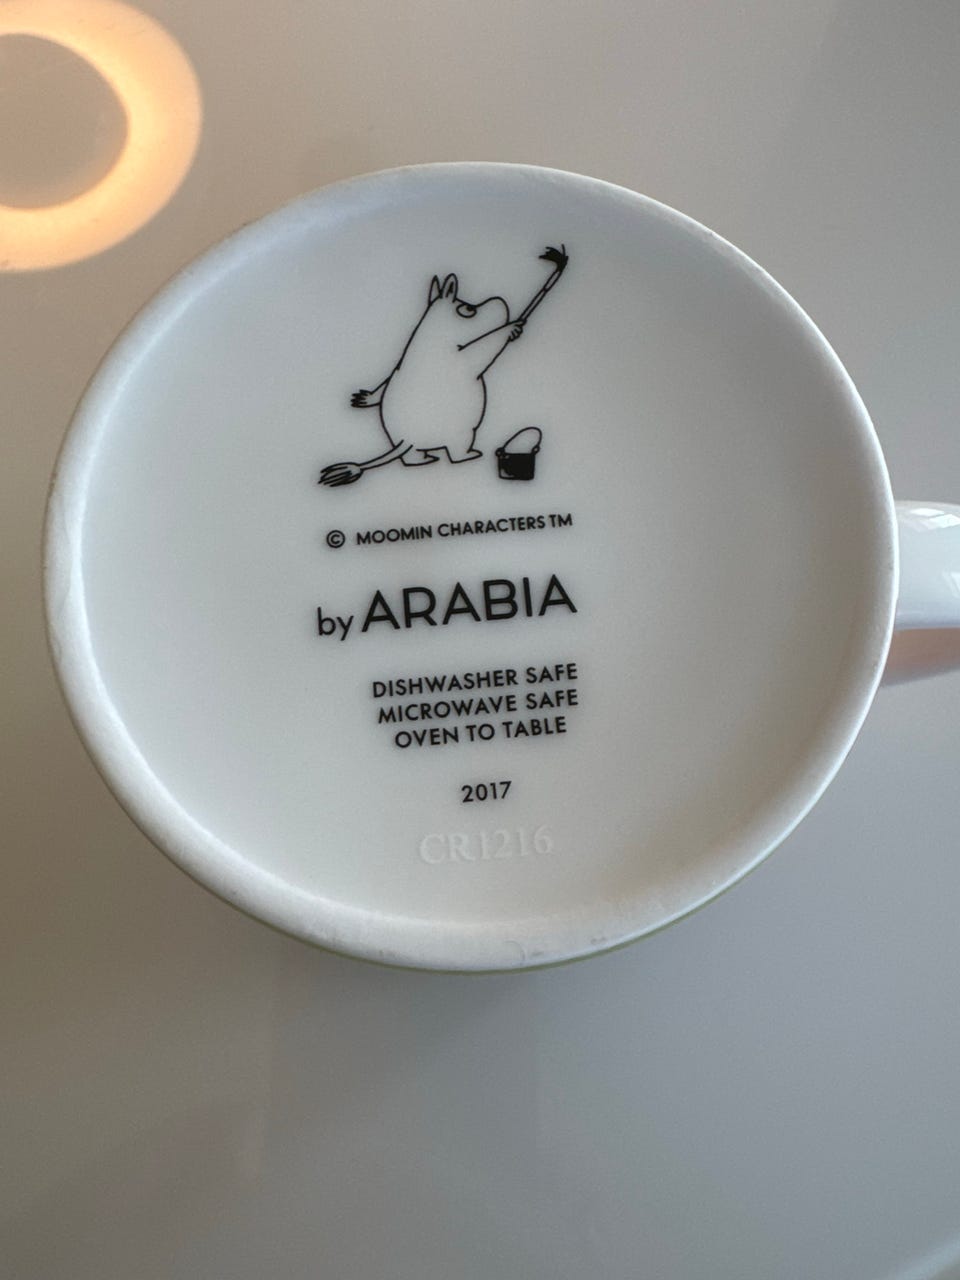 © MOOMIN CHARACTERS TM
by ARABIA
DISHWASHER SAFE
MICROWAVE SAFE
OVEN TO TABLE
2017
CR1216